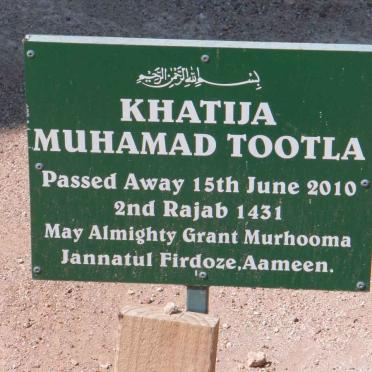 بسم الله الرحمن الرحيم
KHATIJA
MUHAMAD TOOTLA
Passed Away 15th June 2010
2nd Rajab 1431
May Almighty Grant Murhooma
Jannatul Firdoze,Aameen.